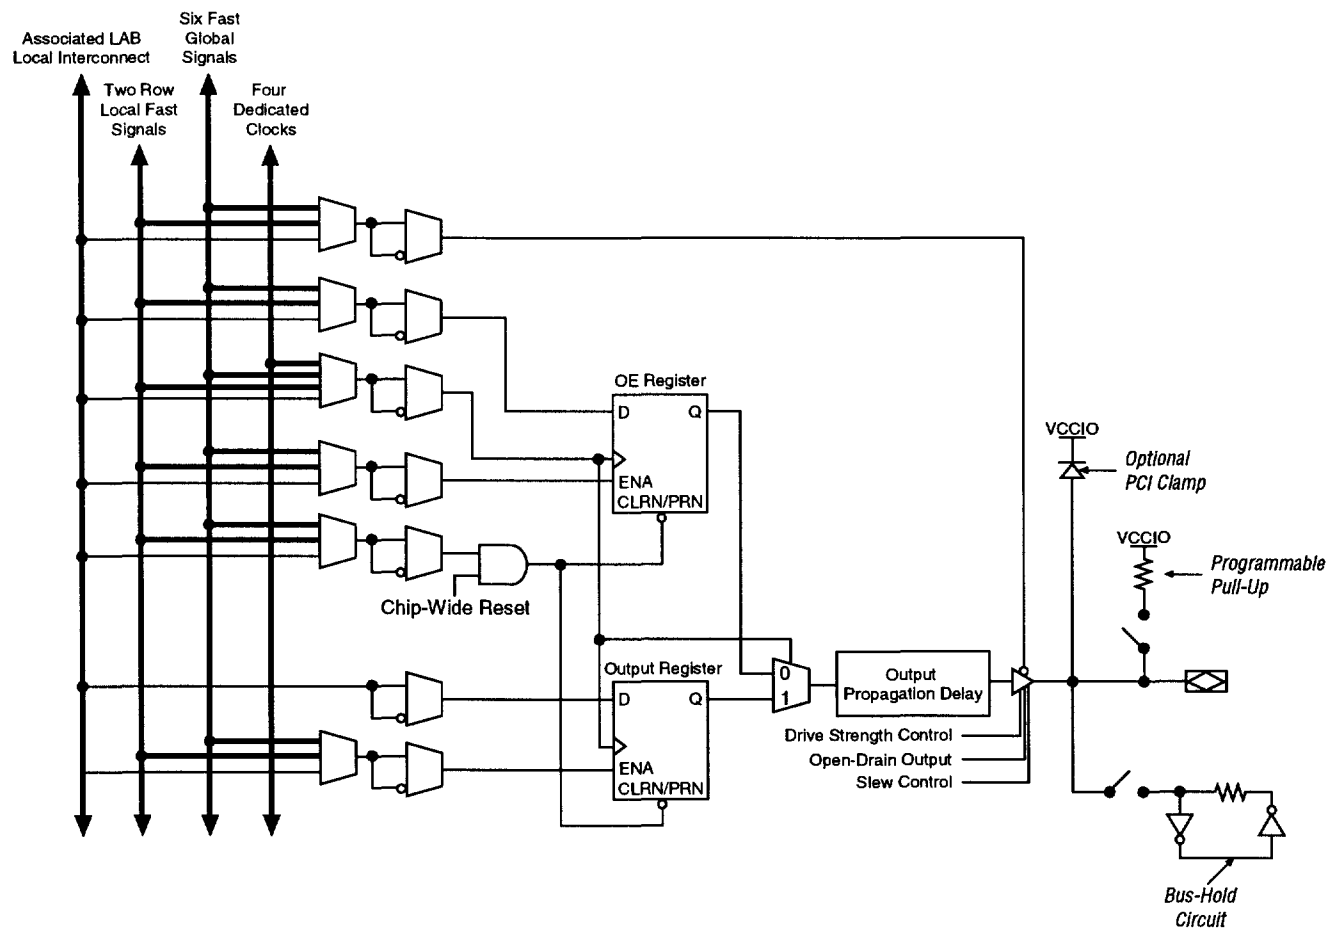 Six Fast
Global
Signals
Associated LAB
Local Interconnect
Two Row
Local Fast
Signals
Four
Dedicated
Clocks
OE Register
D
Q
ENA
CLRN/PRN
Chip-Wide Reset
Output Register
D
Q
ENA
CLRN/PRN
0
1
Output
Propagation Delay
Drive Strength Control
Open-Drain Output
Slew Control
VCCIO
Optional
PCI Clamp
VCCIO
Programmable
Pull-Up
Bus-Hold
Circuit